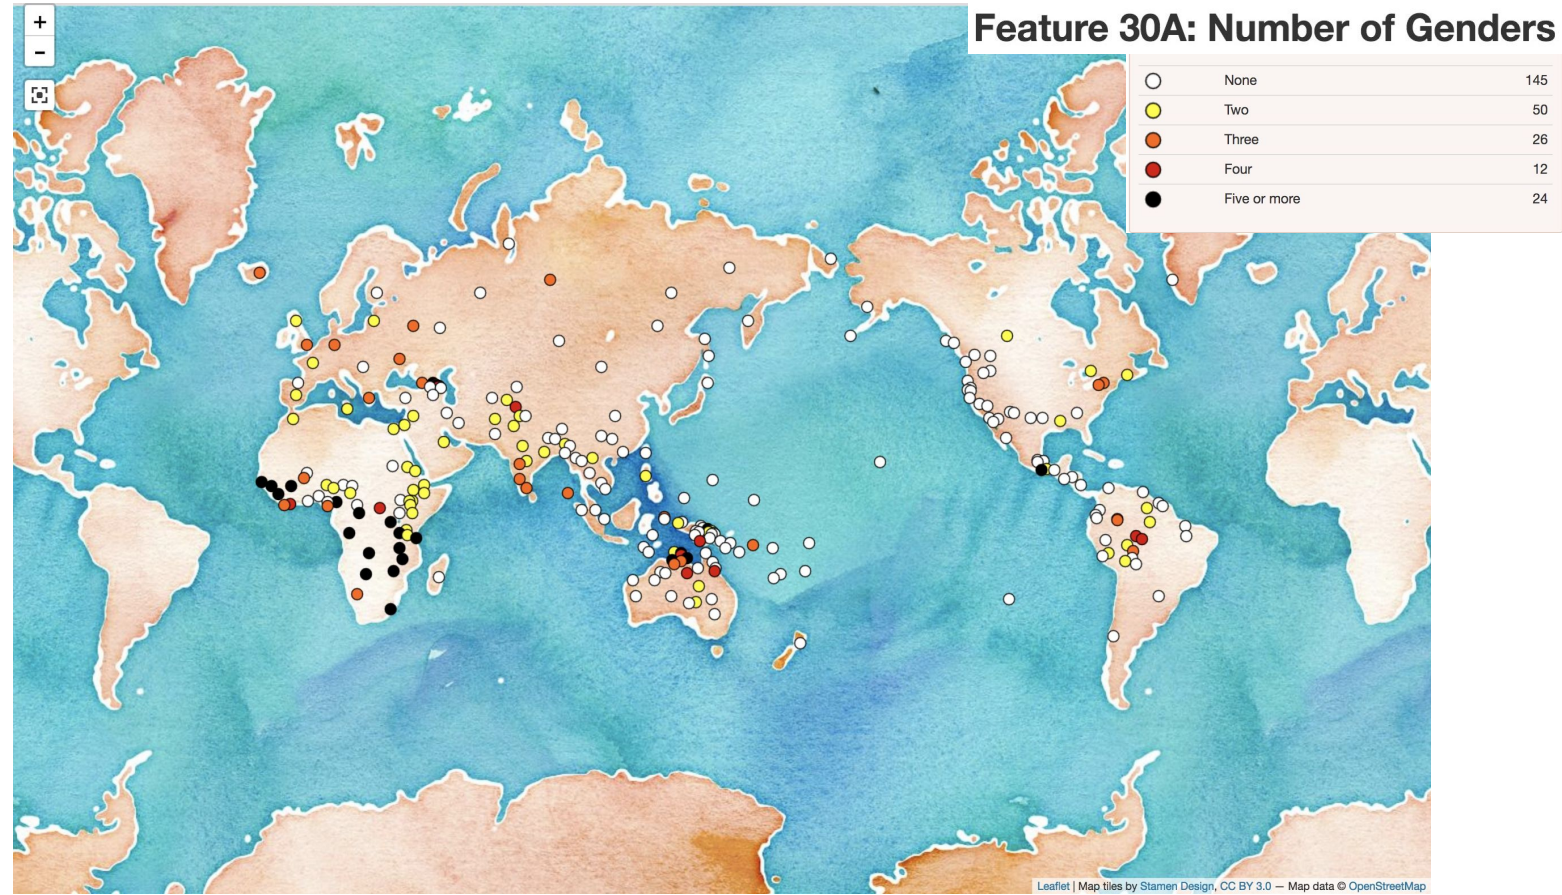 +
−
Feature 30A: Number of Genders
None 145
Two 50
Three 26
Four 12
Five or more 24
Leaflet | Map tiles by Stamen Design, CC BY 3.0 — Map data © OpenStreetMap